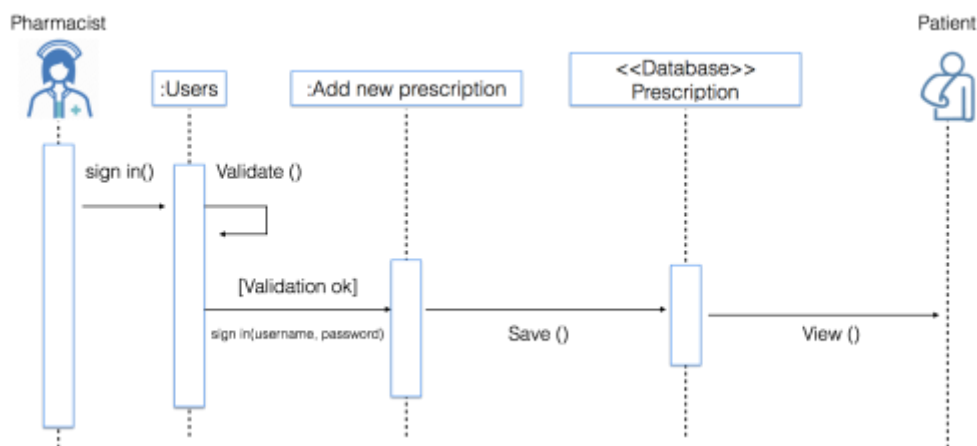 Pharmacist
Patient
:Users
:Add new prescription
<<Database>>
Prescription
sign in()
Validate ()
[Validation ok]
sign in(username, password)
Save ()
View ()